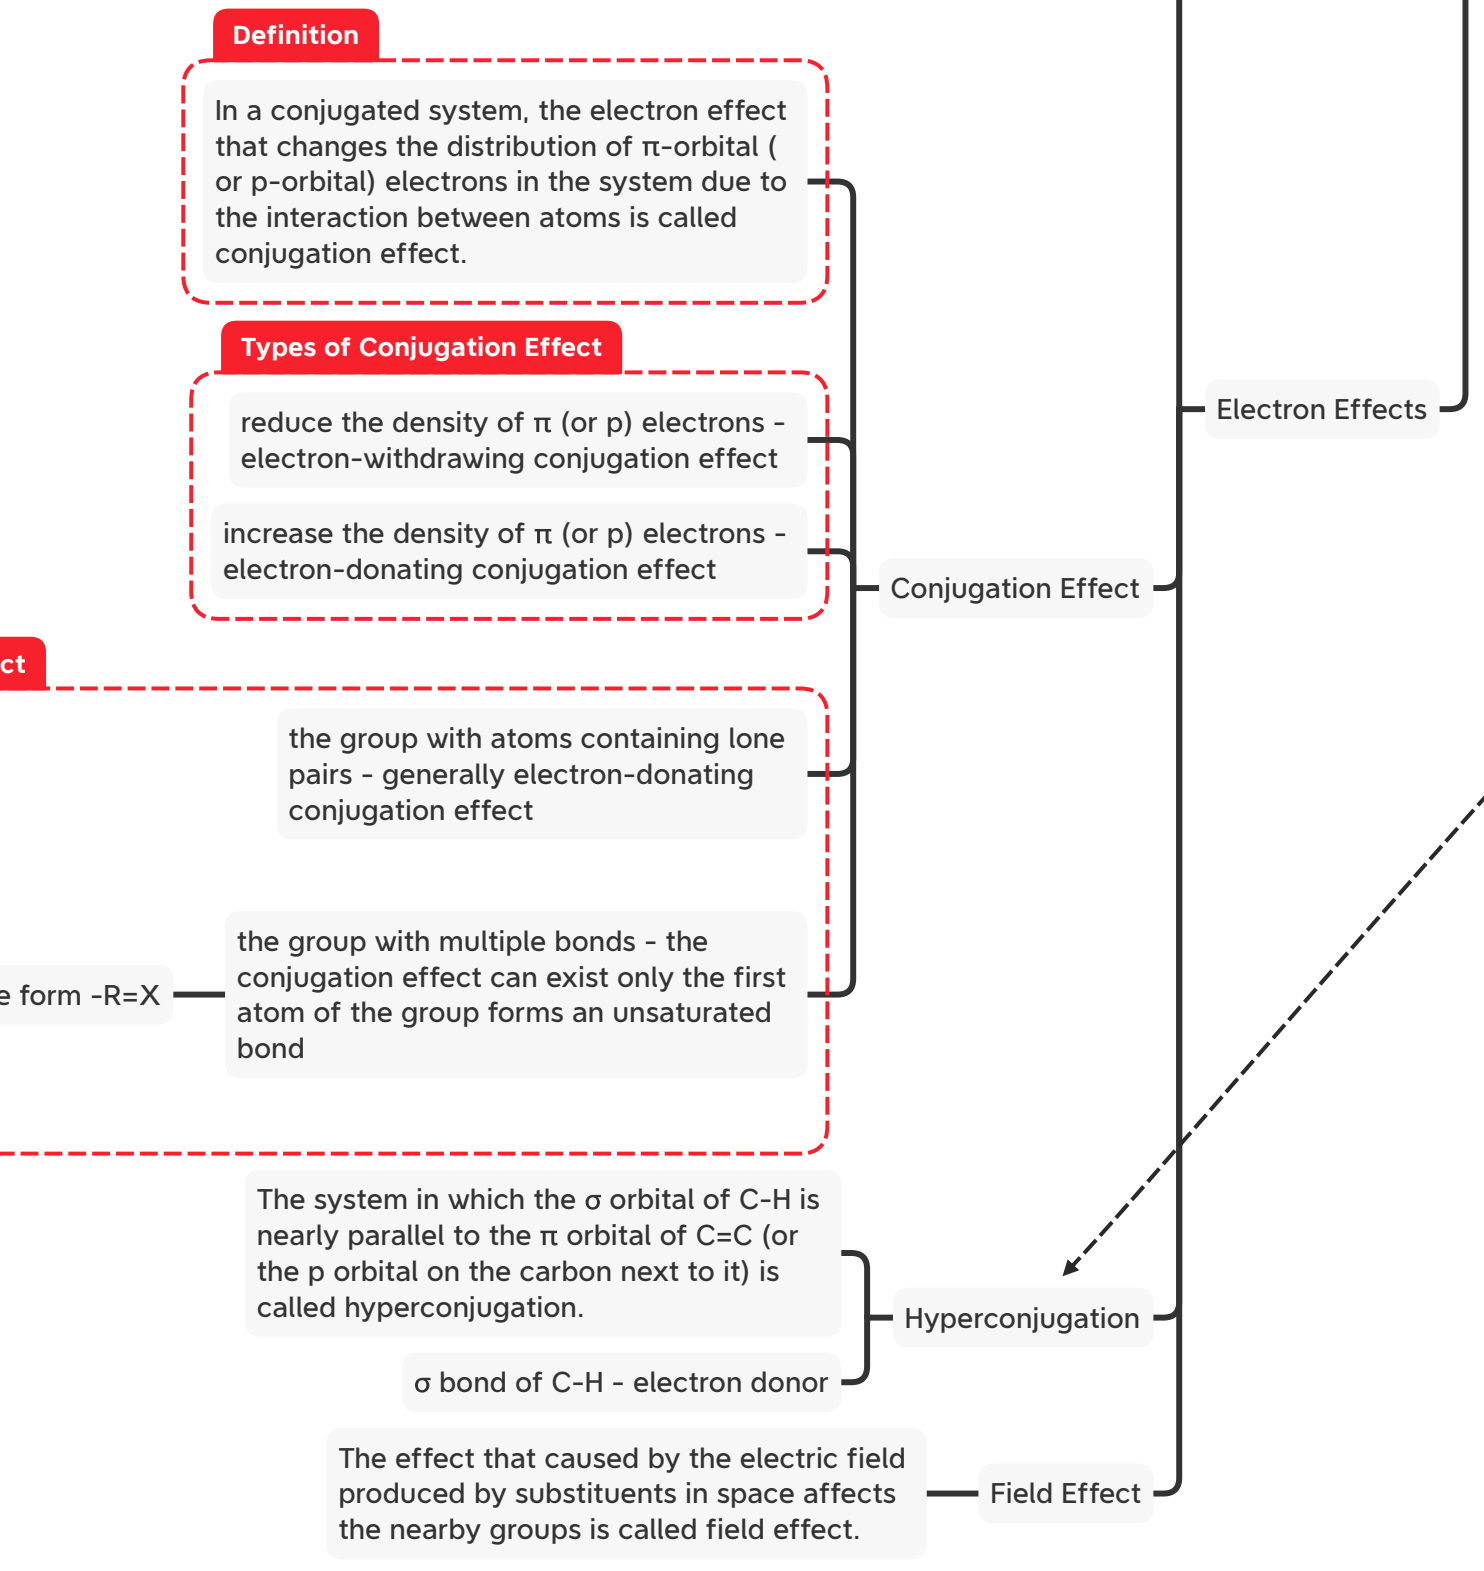 Definition
In a conjugated system, the electron effect
that changes the distribution of π-orbital (
or p-orbital) electrons in the system due to
the interaction between atoms is called
conjugation effect.
Types of Conjugation Effect
reduce the density of π (or p) electrons -
electron-withdrawing conjugation effect
increase the density of π (or p) electrons -
electron-donating conjugation effect
Electron Effects
Conjugation Effect
ct
the group with atoms containing lone
pairs - generally electron-donating
conjugation effect
the group with multiple bonds - the
conjugation effect can exist only the first
atom of the group forms an unsaturated
bond
e form -R=X
The system in which the σ orbital of C-H is
nearly parallel to the π orbital of C=C (or
the p orbital on the carbon next to it) is
called hyperconjugation.
Hyperconjugation
σ bond of C-H - electron donor
The effect that caused by the electric field
produced by substituents in space affects
the nearby groups is called field effect.
Field Effect